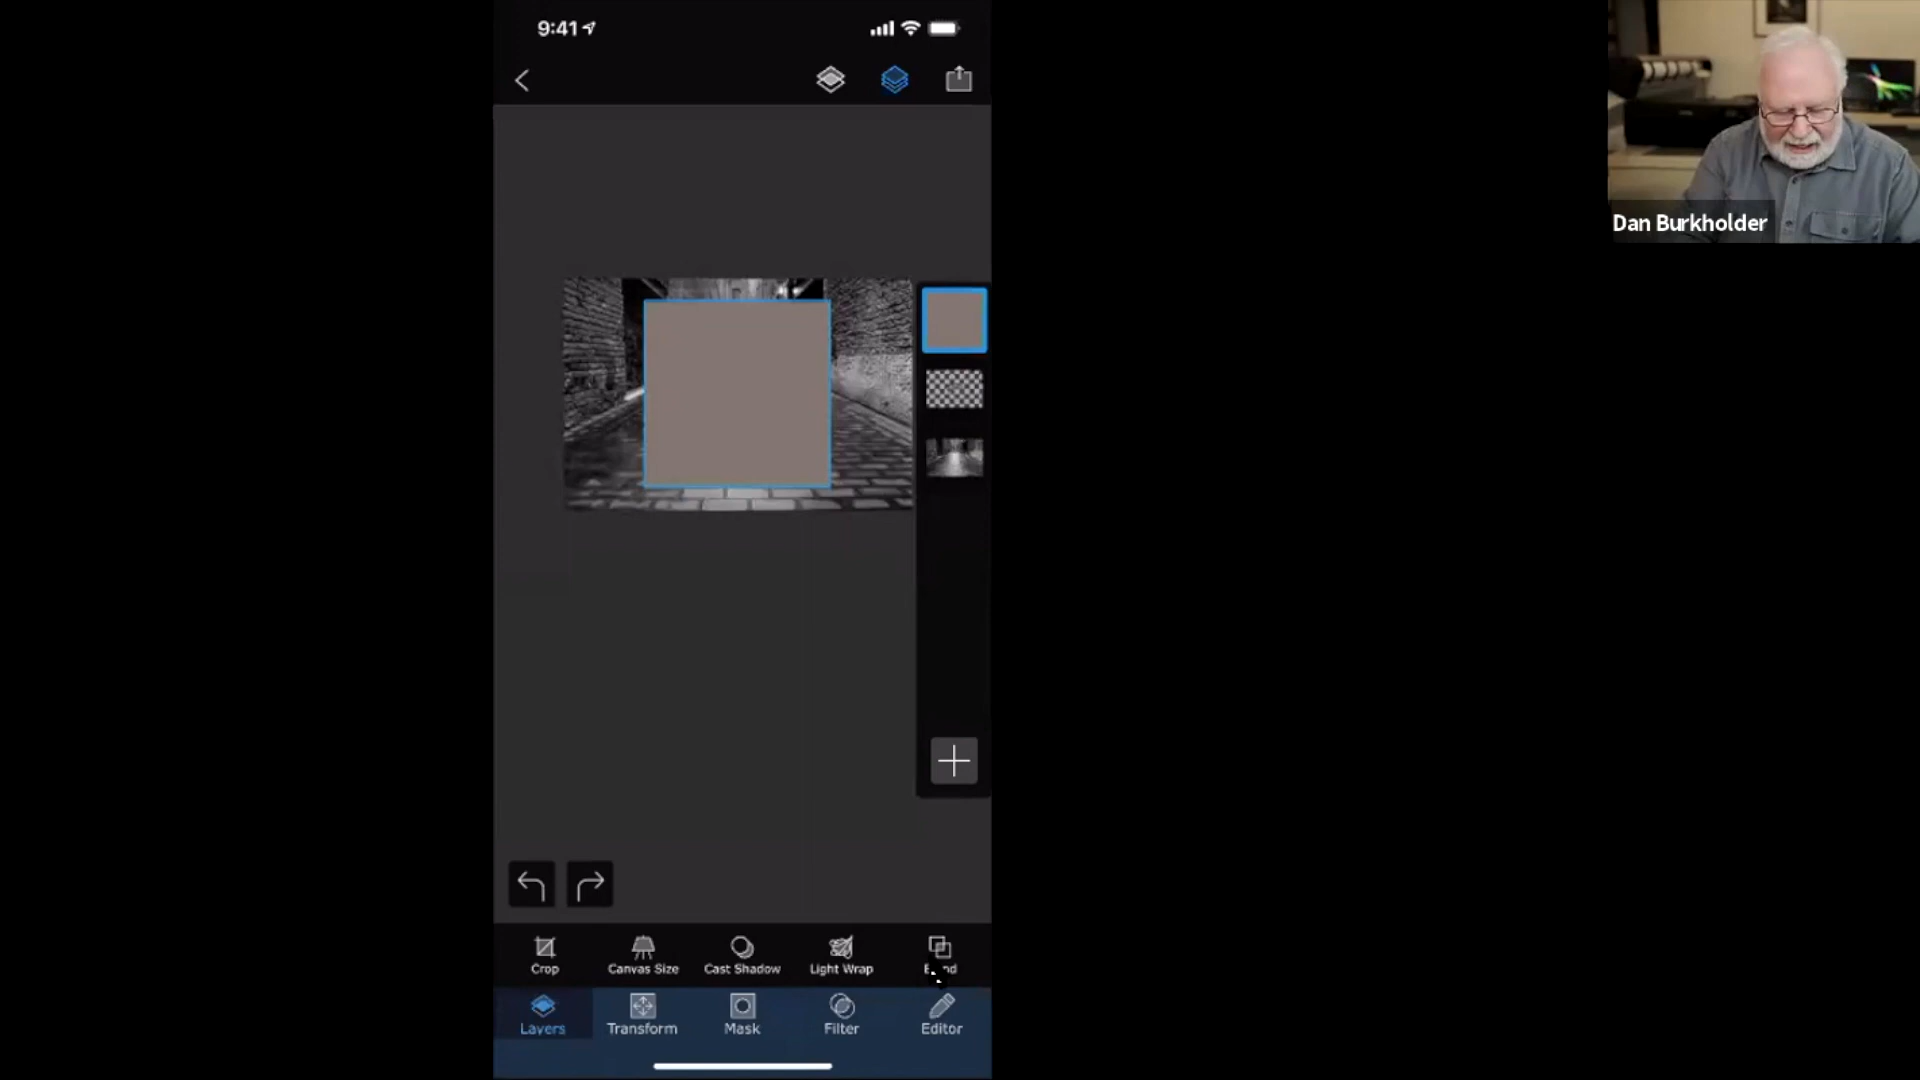 9:41
Dan Burkholder
Crop
Canvas Size
Cast Shadow
Light Wrap
Layers
Transform
Mask
Filter
Editor